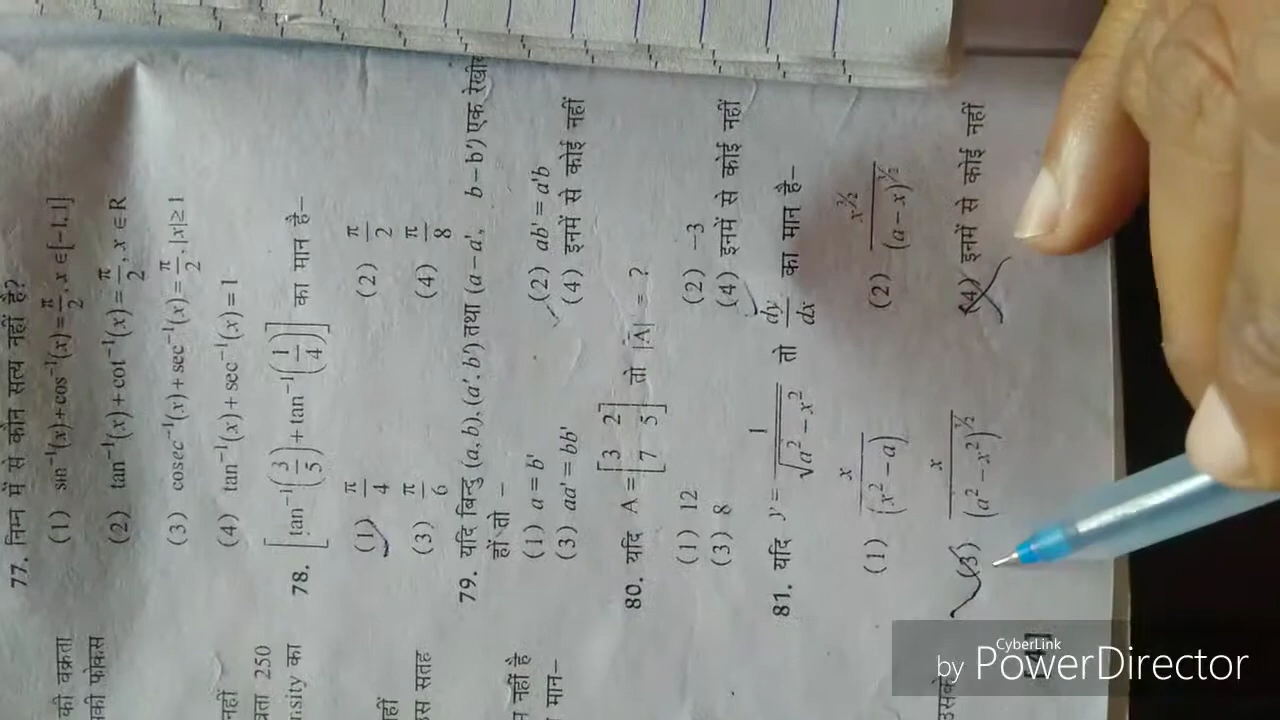 77. निम्न में से कौन सत्य नहीं है?
(1) sin⁻¹(x)+cos⁻¹(x)=π/2, x ∈[-1,1]
(2) tan⁻¹(x)+cot⁻¹(x)=π/2, x ∈R
(3) cosec⁻¹(x)+sec⁻¹(x)=π/2, |x|≥1
(4) tan⁻¹(x)+sec⁻¹(x)=1
78. [tan⁻¹(3/5)+tan⁻¹(1/4)] का मान है–
(1) π/4 (2) π/2
(3) π/6 (4) π/8
79. यदि बिन्दु (a,b),(a',b') तथा (a-a', b-b') एक
हों तो –
(1) a=b' (2) ab'=a'b
(3) aa'=bb' (4) इनमें से कोई नहीं
80. यदि A=[3 2; 7 5] तो |A|=?
(1) 12 (2) -3
(3) 8 (4) इनमें से कोई नहीं
81. यदि y=1/√(a²-x²) तो dy/dx का मान है–
(1) x/(x²-a) (2) x^3/2/(a-x)^1/2
(3) x/(a²-x²)^1/2 (4) इनमें से कोई नहीं
की वक्रता
फोकस
नहीं
250
nsity का
सतह
नहीं है
मान–
[4]
CyberLink
by PowerDirector